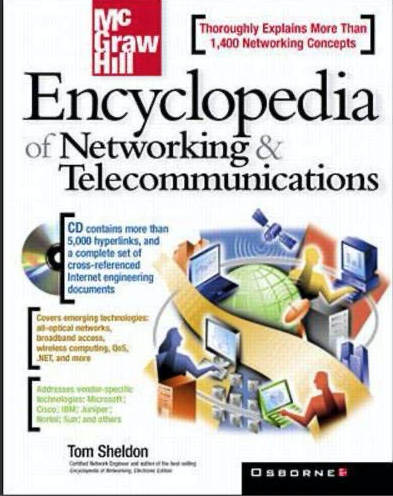 Mc
Graw
Hill
Thoroughly Explains More Than
1,400 Networking Concepts
Encyclopedia
of Networking &
Telecommunications
CD contains more than
5,000 hyperlinks, and
a complete set of
cross-referenced
Internet engineering
documents
Covers emerging technologies:
all-optical networks,
broadband access,
wireless computing, QoS,
.NET, and more
Addresses vendor-specific
technologies: Microsoft;
Cisco; IBM; Juniper;
Nortel; Sun; and others
Tom Sheldon
Certified Network Engineer and author of the best-selling
Encyclopedia of Networking, Electronic Edition
OSBORNE